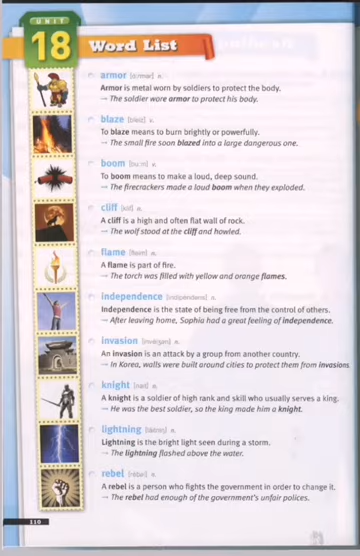 UNIT
18 Word List
armor [ɑ́:rmər] n.
Armor is metal worn by soldiers to protect the body.
→ The soldier wore armor to protect his body.
blaze [bleiz] v.
To blaze means to burn brightly or powerfully.
→ The small fire soon blazed into a large dangerous one.
boom [bu:m] n.
To boom means to make a loud, deep sound.
→ The firecrackers made a loud boom when they exploded.
cliff [klif] n.
A cliff is a high and often flat wall of rock.
→ The wolf stood at the cliff and howled.
flame [fleim] n.
A flame is part of fire.
→ The torch was filled with yellow and orange flames.
independence [indipéndəns] n.
Independence is the state of being free from the control of others.
→ After leaving home, Sophia had a great feeling of independence.
invasion [invéiʒən] n.
An invasion is an attack by a group from another country.
→ In Korea, walls were built around cities to protect them from invasions
knight [nait] n.
A knight is a soldier of high rank and skill who usually serves a king.
→ He was the best soldier, so the king made him a knight.
lightning [láitniŋ] n.
Lightning is the bright light seen during a storm.
→ The lightning flashed above the water.
rebel [rébəl] n.
A rebel is a person who fights the government in order to change it.
→ The rebel had enough of the government's unfair polices.
110